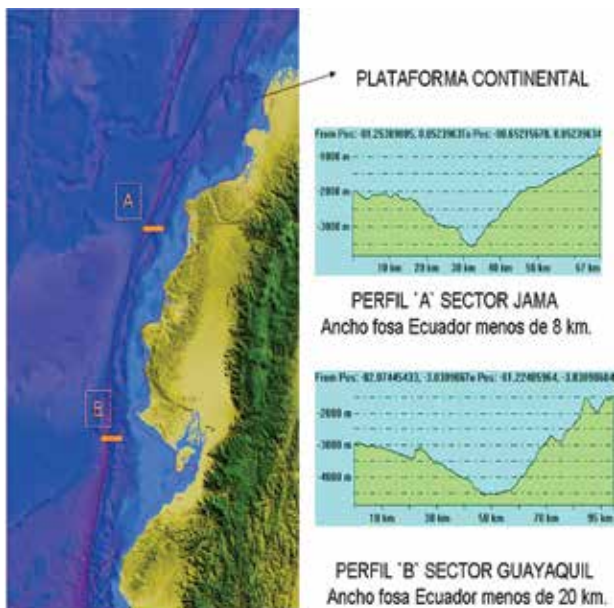 PLATAFORMA CONTINENTAL
A
B
-1000 m
-2000 m
-3000 m
10 km 20 km 30 km 40 km 50 km 67 km
PERFIL "A" SECTOR JAMA
Ancho fosa Ecuador menos de 8 km.
-2000 m
-3000 m
-4000 m
10 km 30 km 50 km 70 km 95 km
PERFIL "B" SECTOR GUAYAQUIL
Ancho fosa Ecuador menos de 20 km.